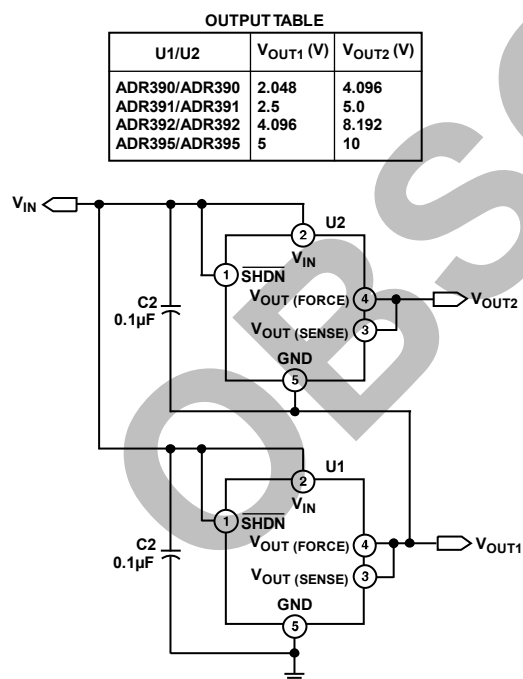 OUTPUT TABLE
U1/U2 VOUT1 (V) VOUT2 (V)
ADR390/ADR390 2.048 4.096
ADR391/ADR391 2.5 5.0
ADR392/ADR392 4.096 8.192
ADR395/ADR395 5 10
VIN
U2
2
VIN
1 SHDN
C2
0.1µF
VOUT (FORCE) 4
VOUT2
VOUT (SENSE) 3
GND
5
U1
2
VIN
1 SHDN
C2
0.1µF
VOUT (FORCE) 4
VOUT1
VOUT (SENSE) 3
GND
5